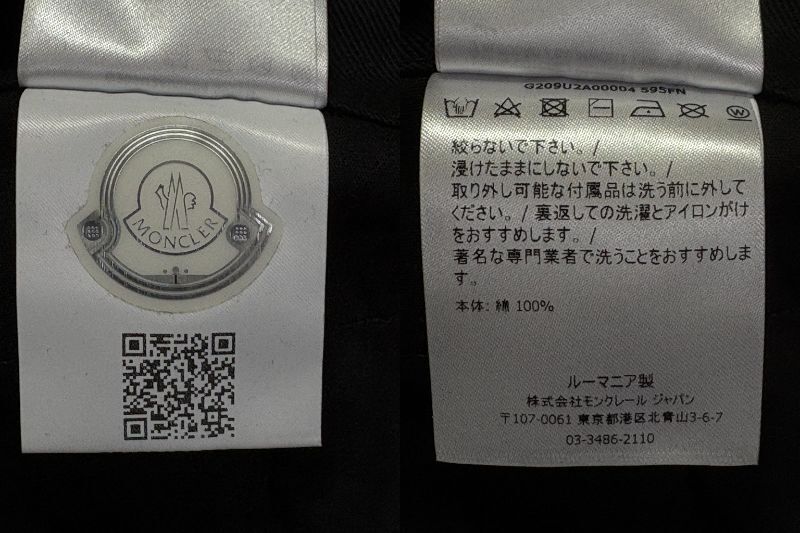 MONCLER
G209U2A00004 595FN
絞らないで下さい。/
浸けたままにしないで下さい。/
取り外し可能な付属品は洗う前に外して
ください。/ 裏返しての洗濯とアイロンがけ
をおすすめします。/
著名な専門業者で洗うことをおすすめしま
す。
本体: 綿 100%
ルーマニア製
株式会社モンクレール ジャパン
〒107-0061 東京都港区北青山3-6-7
03-3486-2110